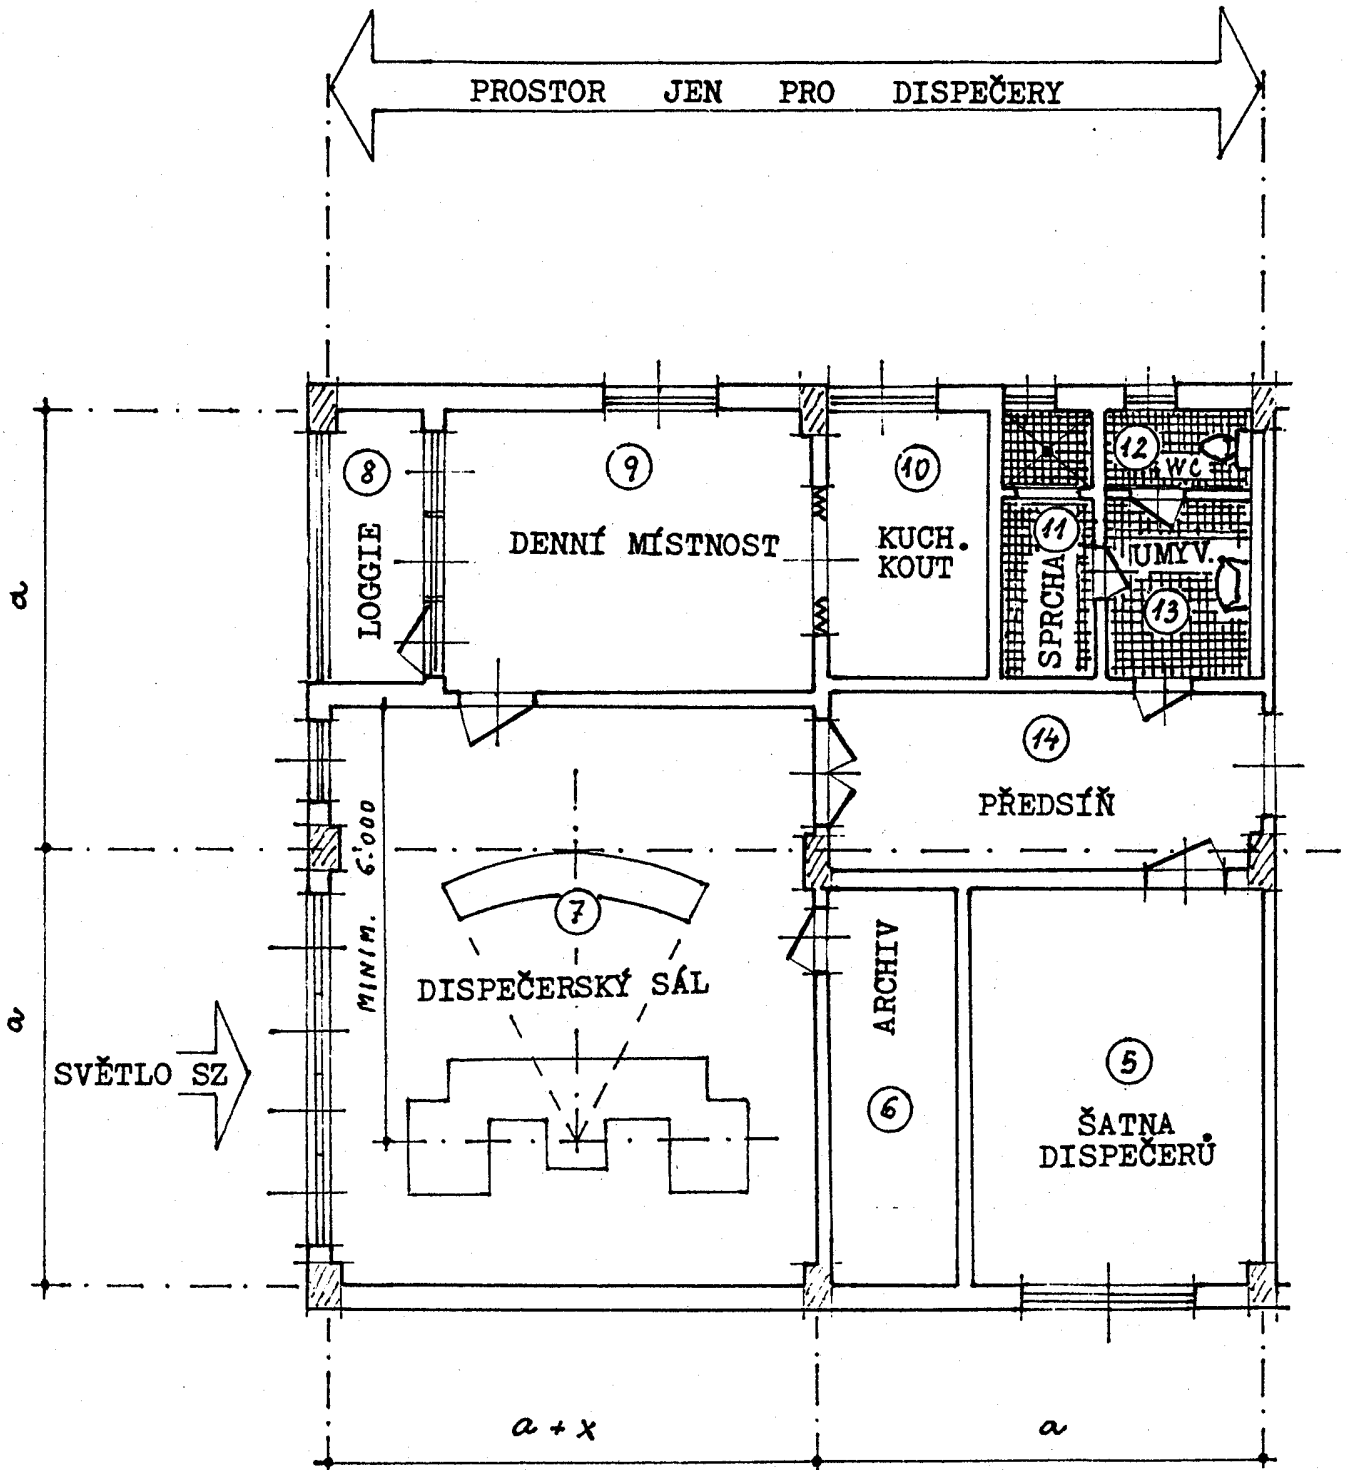 PROSTOR JEN PRO DISPEČERY
8
LOGGIE
9
DENNÍ MÍSTNOST
10
KUCH.
KOUT
11
SPRCHA
12
WC
UMYV.
13
a
14
PŘEDSÍŇ
MINIM. 6.000
7
DISPEČERSKÝ SÁL
ARCHIV
6
5
ŠATNA
DISPEČERŮ
a
SVĚTLO SZ
a + x
a